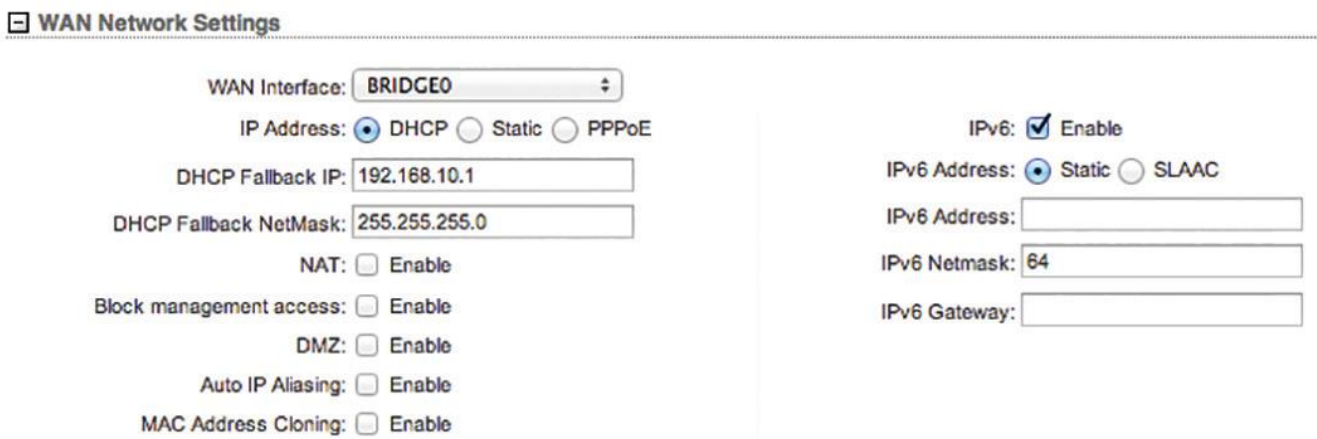 WAN Network Settings
WAN Interface: BRIDGE0
IP Address: DHCP Static PPPoE
DHCP Fallback IP: 192.168.10.1
DHCP Fallback NetMask: 255.255.255.0
NAT: Enable
Block management access: Enable
DMZ: Enable
Auto IP Aliasing: Enable
MAC Address Cloning: Enable
IPv6: Enable
IPv6 Address: Static SLAAC
IPv6 Address:
IPv6 Netmask: 64
IPv6 Gateway: